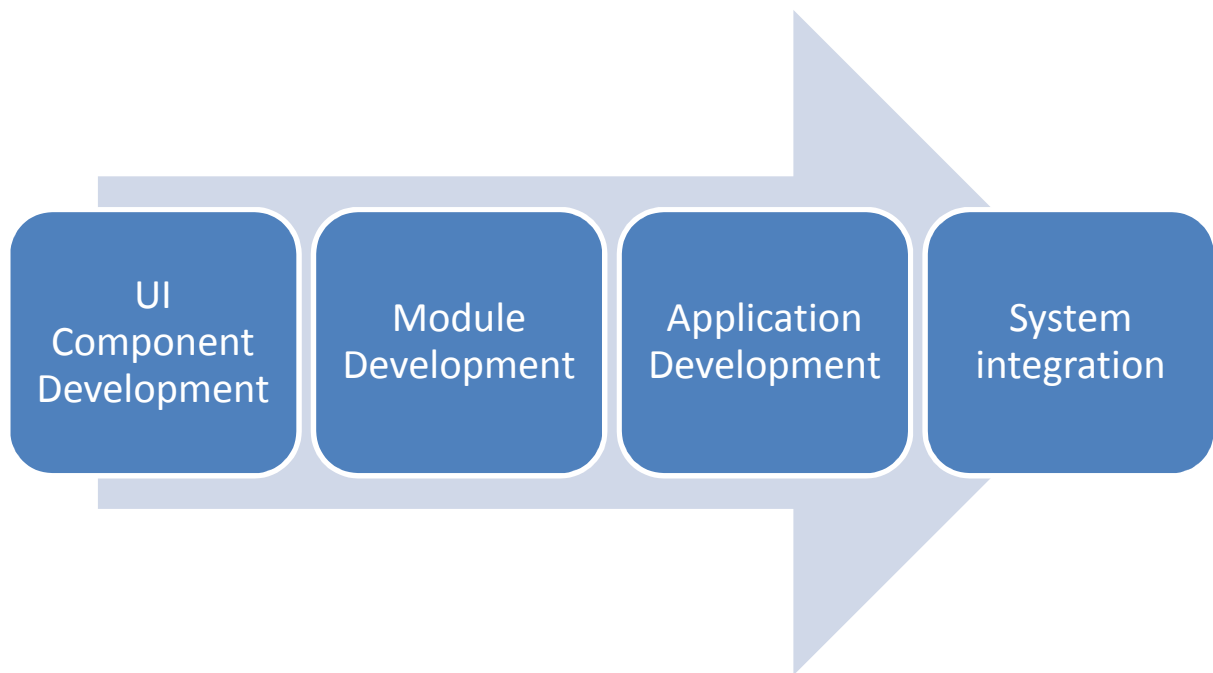 UI
Component
Development
Module
Development
Application
Development
System
integration